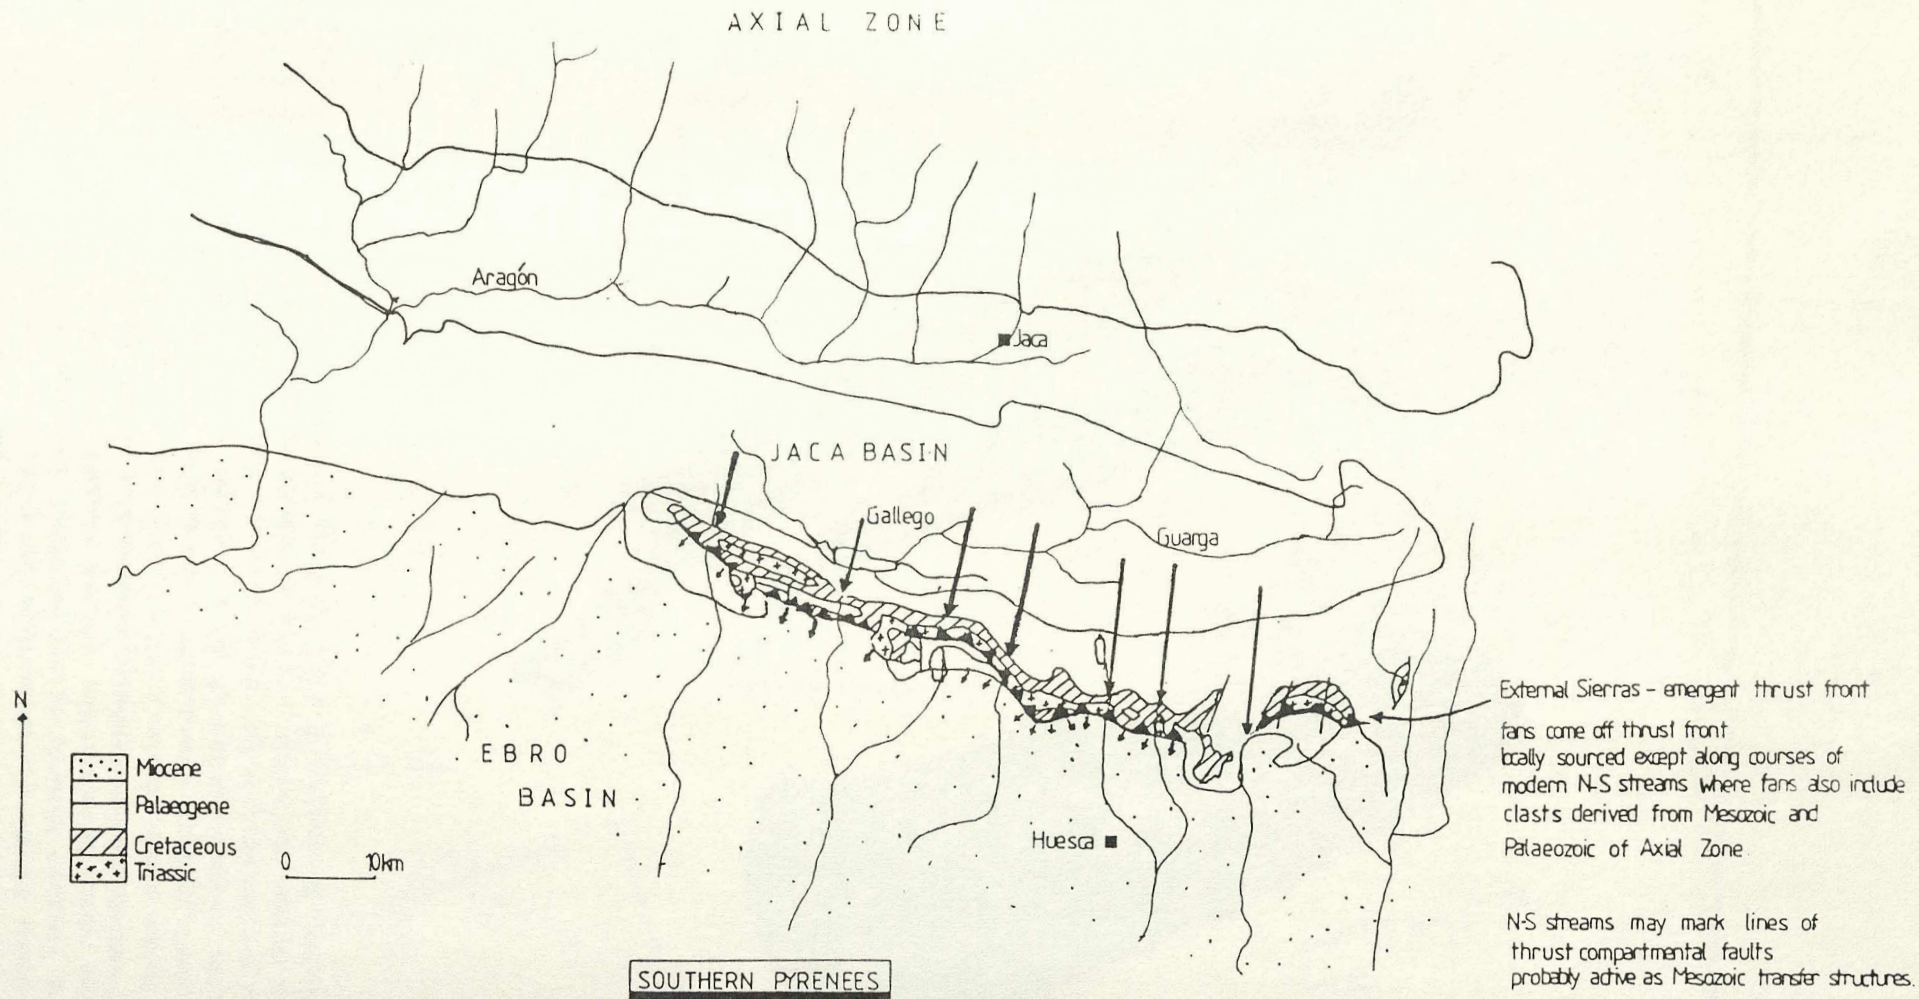 AXIAL ZONE
Aragón
Jaca
JACA BASIN
Gallego
Guarga
External Sierras - emergent thrust front
fans come off thrust front
locally sourced except along courses of
modern N-S streams where fans also include
clasts derived from Mesozoic and
Palaeozoic of Axial Zone.
N
EBRO
BASIN
Miocene
Palaeogene
Cretaceous
Triassic
0 10km
Huesca
N-S streams may mark lines of
thrust compartmental faults
probably active as Mesozoic transfer structures.
SOUTHERN PYRENEES